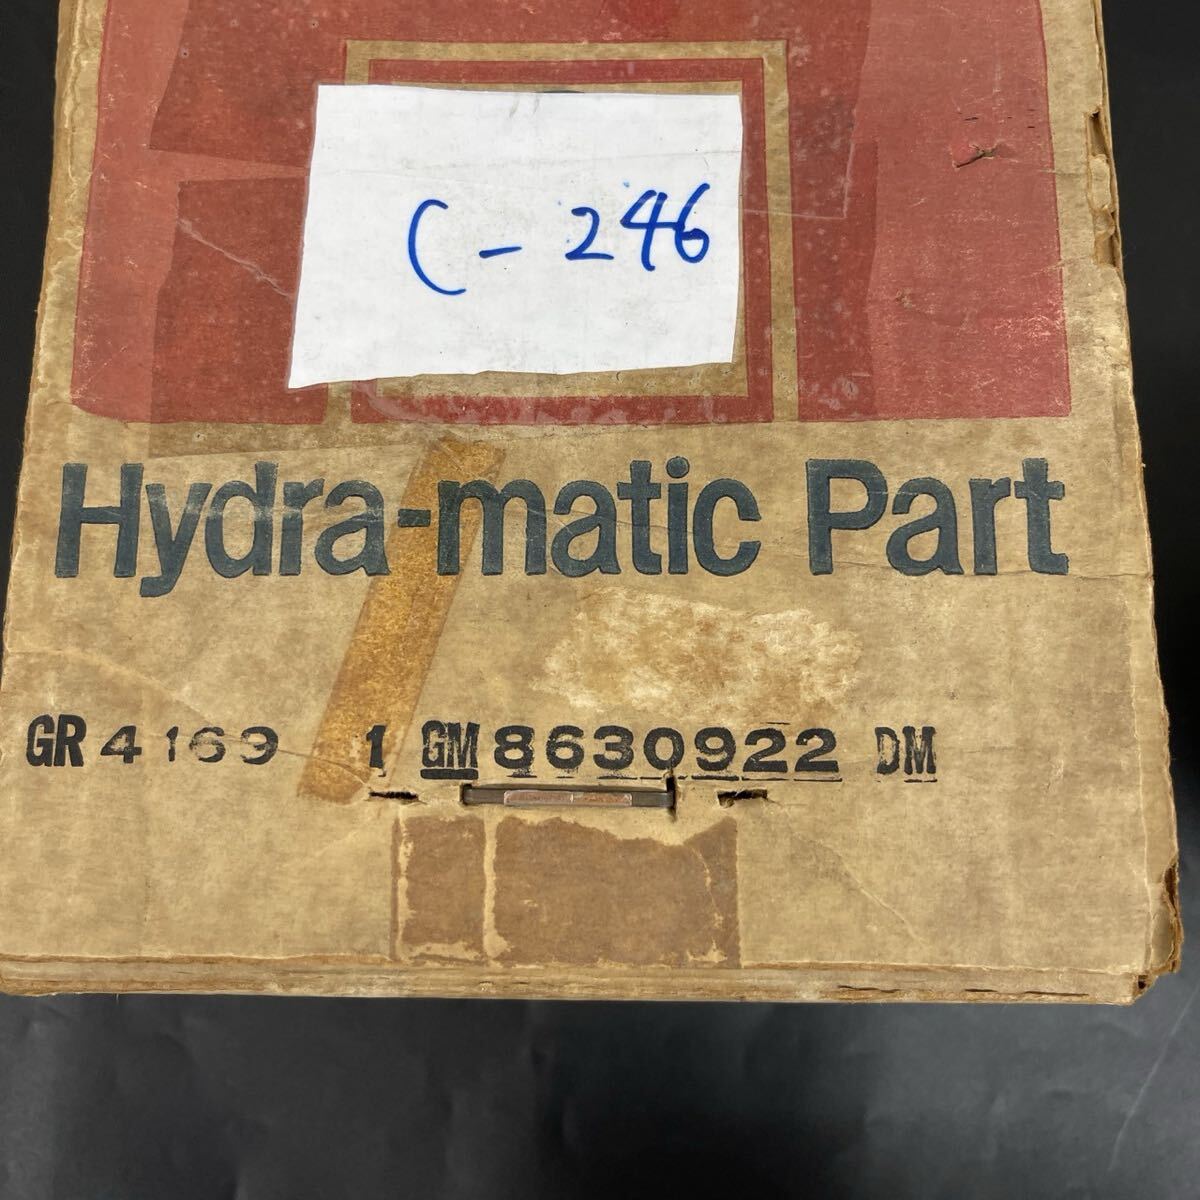 C-246
Hydra-matic Part
GR 4169 1 GM 8630922 DM